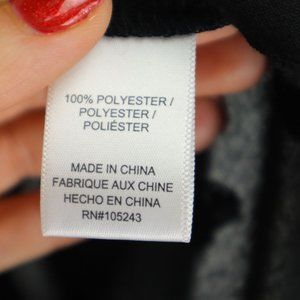 100% POLYESTER /
POLYESTER /
POLIÉSTER
MADE IN CHINA
FABRIQUE AUX CHINE
HECHO EN CHINA
RN#105243